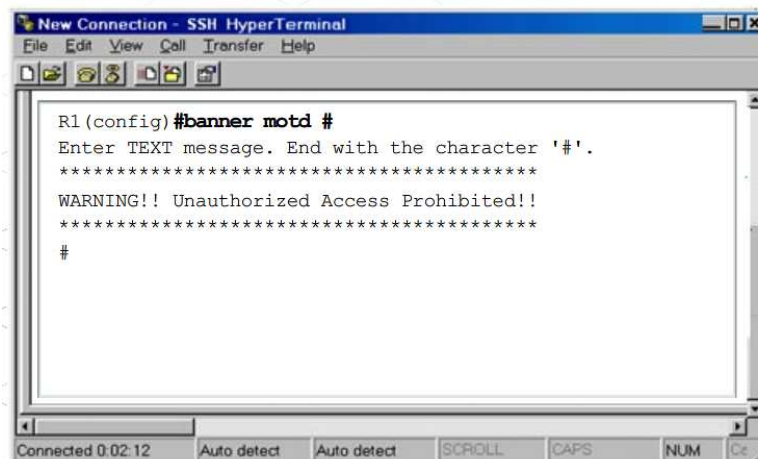 New Connection - SSH HyperTerminal
File Edit View Call Transfer Help
R1(config)#banner motd #
Enter TEXT message. End with the character '#'.
******************************************
WARNING!! Unauthorized Access Prohibited!!
******************************************
#
Connected 0:02:12 Auto detect Auto detect SCROLL CAPS NUM